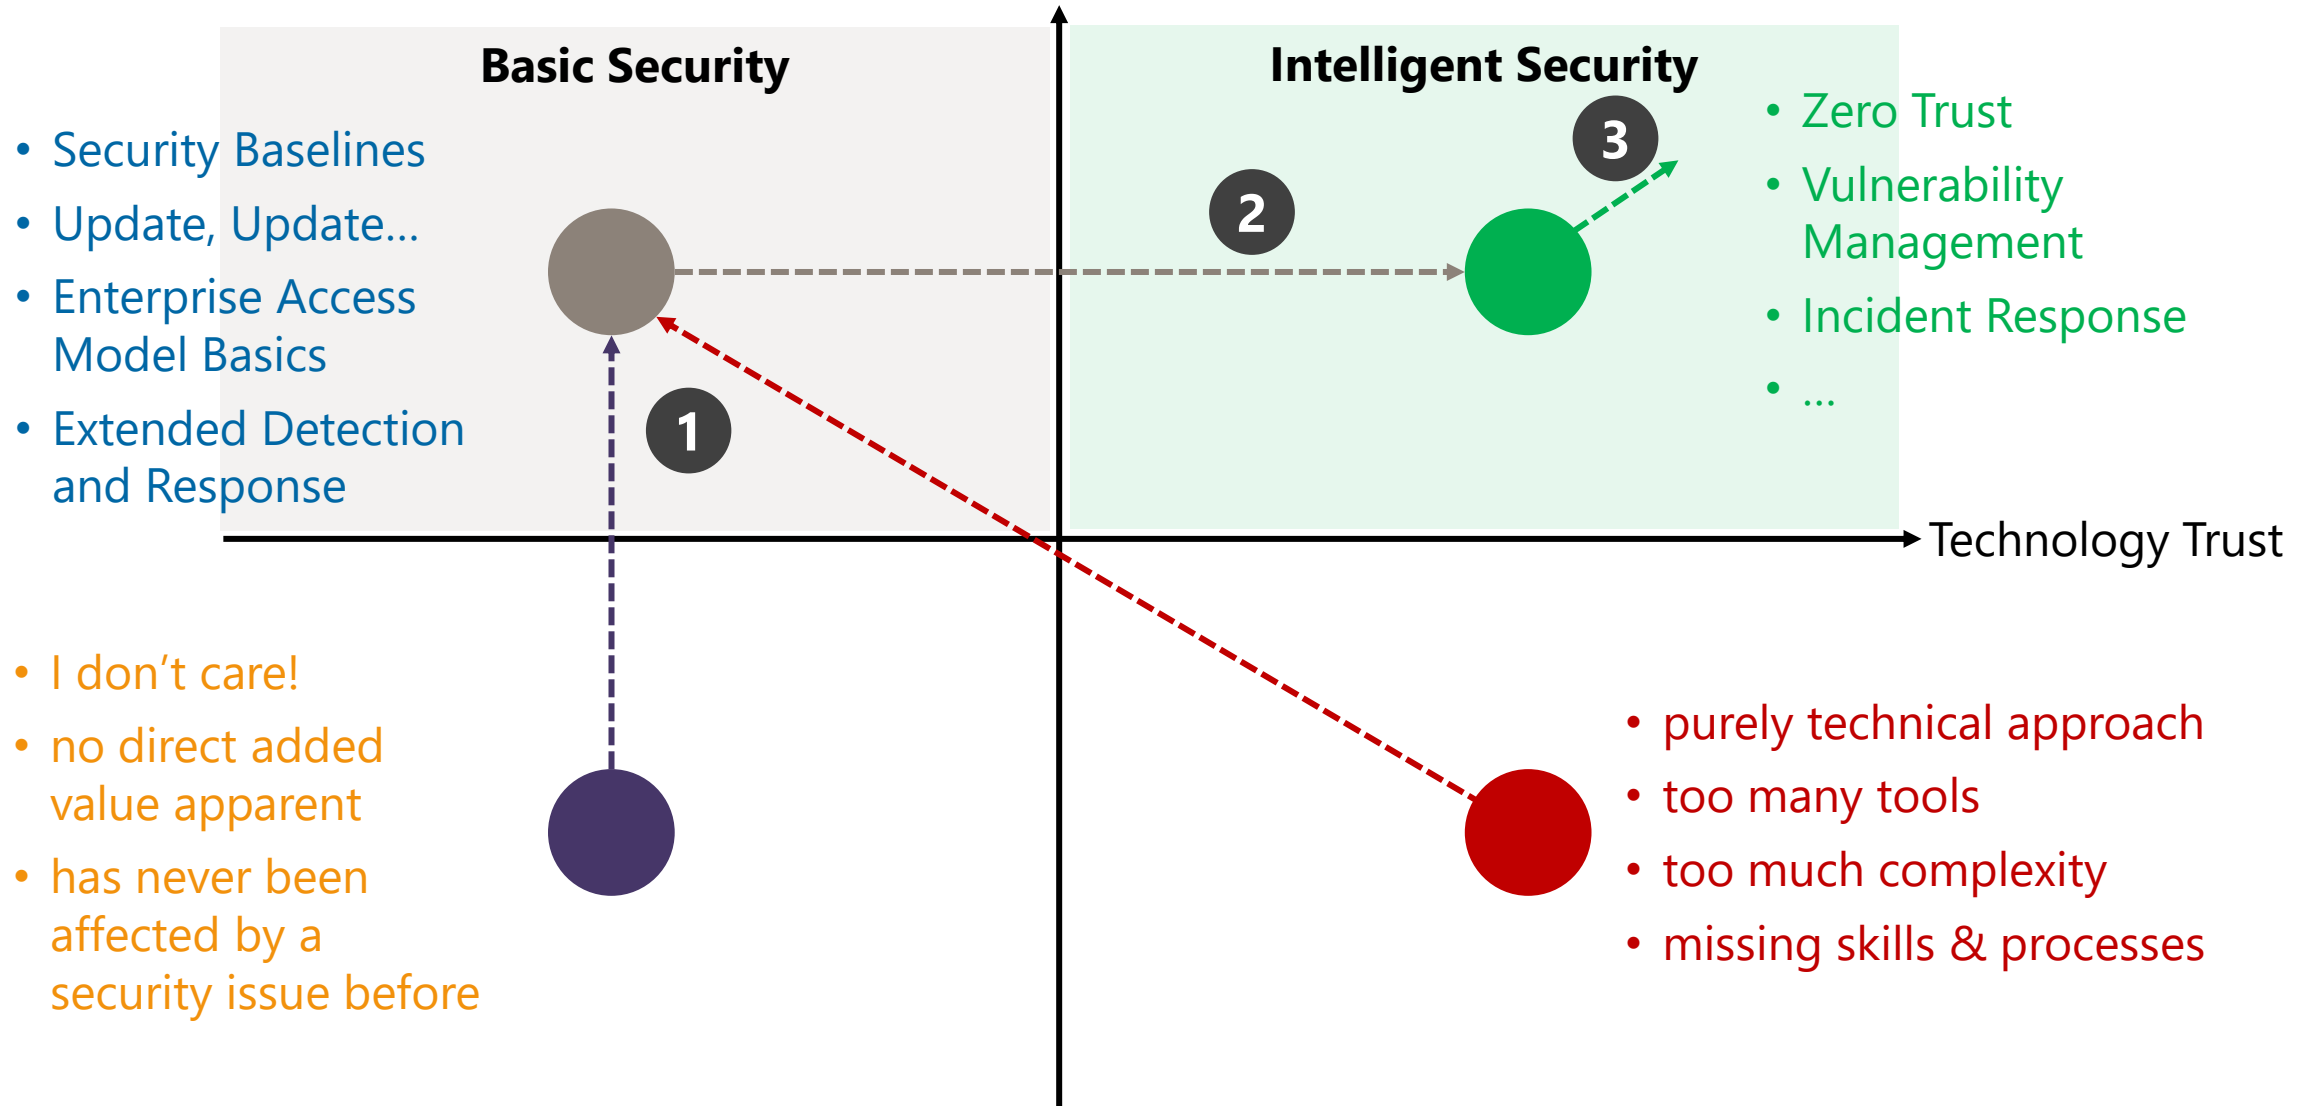 Basic Security
• Security Baselines
• Update, Update...
• Enterprise Access
Model Basics
• Extended Detection
and Response
1
Intelligent Security
2
3
• Zero Trust
• Vulnerability
Management
• Incident Response
• ...
Technology Trust
• I don’t care!
• no direct added
value apparent
• has never been
affected by a
security issue before
• purely technical approach
• too many tools
• too much complexity
• missing skills & processes